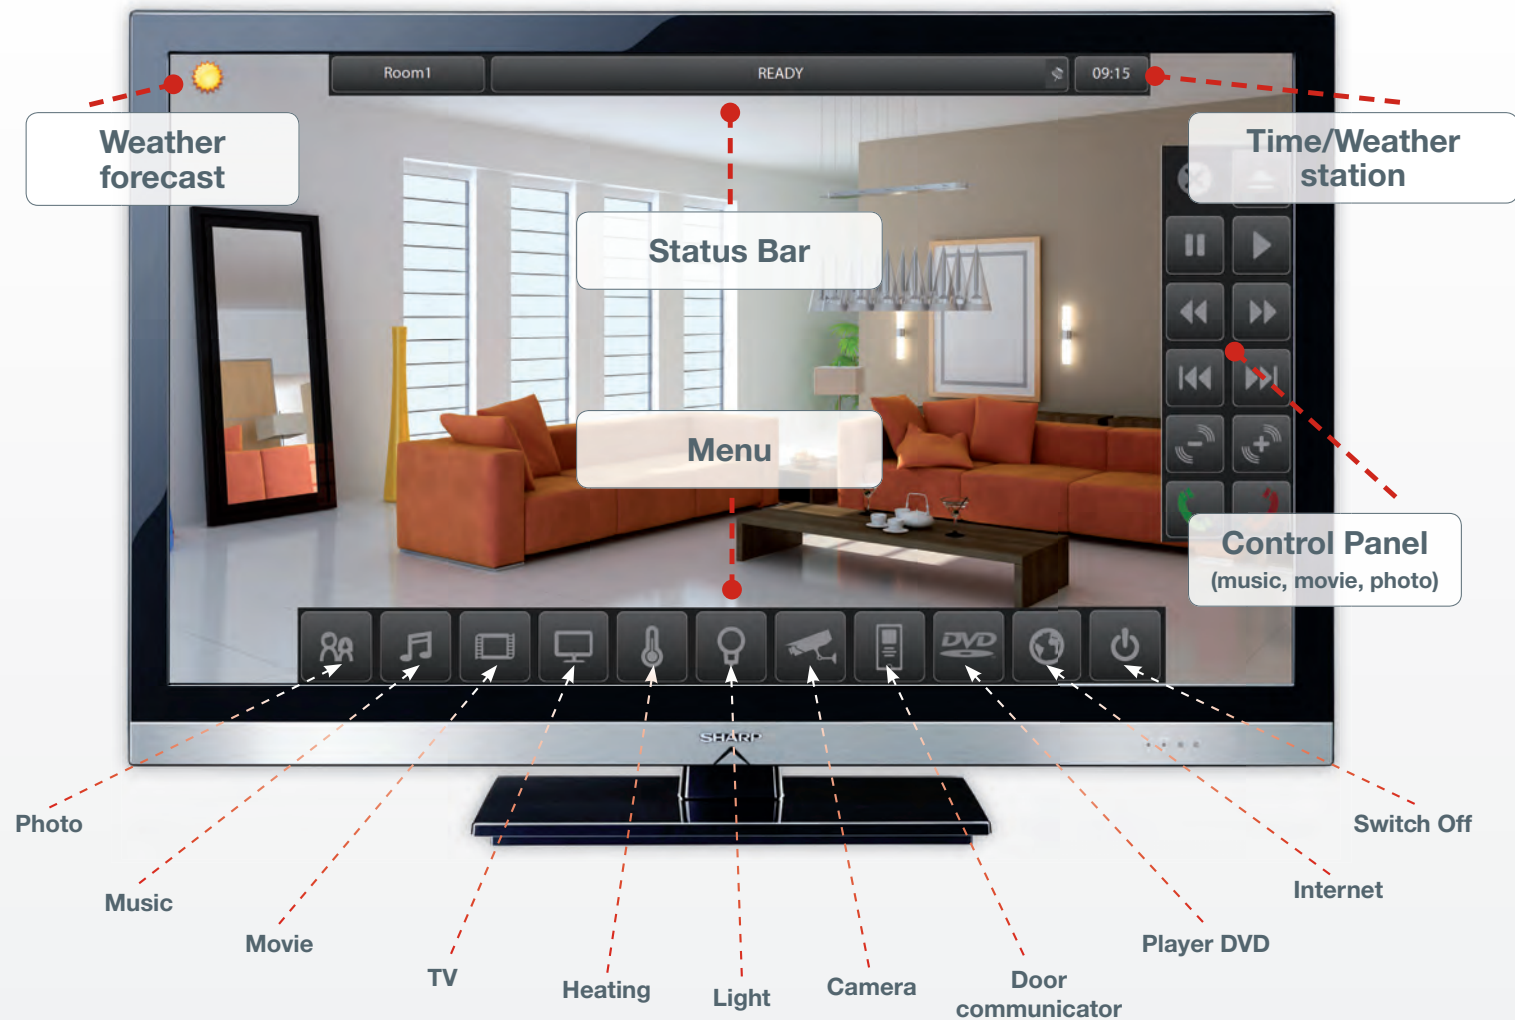 Room1
READY
09:15
Weather
forecast
Time/Weather
station
Status Bar
Menu
Control Panel
(music, movie, photo)
DVD
SHARP
Photo
Switch Off
Music
Internet
Movie
Player DVD
TV
Heating
Light
Camera
Door
communicator